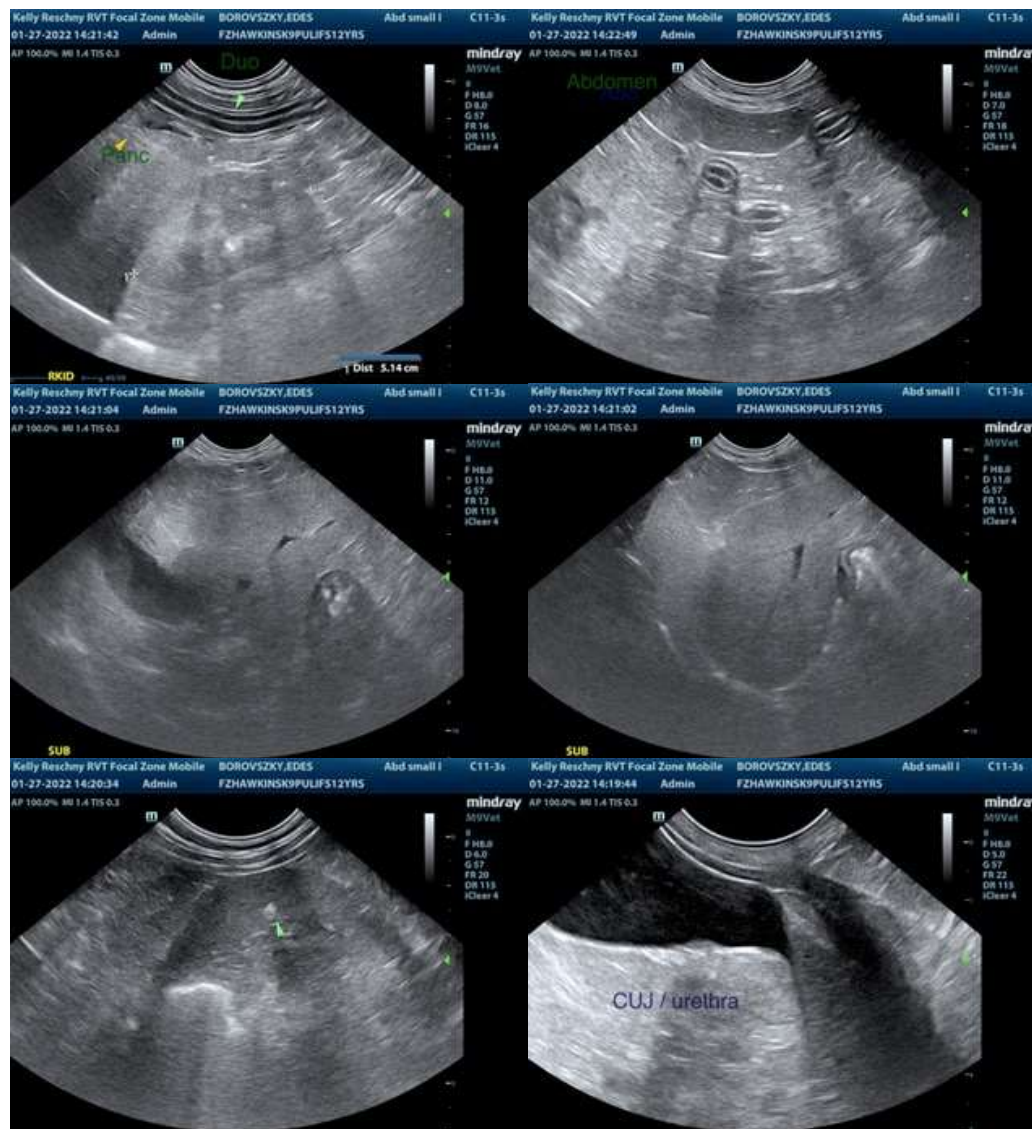 Kelly Reschny RVT Focal Zone Mobile BOROVSZKY,EDES Abd small I C11-3s
01-27-2022 14:21:42 Admin FZHAWKINSK9PULIFS12YRS
AP 100.0% MI 1.4 TIS 0.3
mindray
M9Vet
Duo
Panc
F H8.0
D 8.0
G 57
FR 16
DR 115
iClear 4
RKID
1 Dist 5.14 cm
Kelly Reschny RVT Focal Zone Mobile BOROVSZKY,EDES Abd small I C11-3s
01-27-2022 14:22:49 Admin FZHAWKINSK9PULIFS12YRS
AP 100.0% MI 1.4 TIS 0.3
mindray
M9Vet
Abdomen
F H8.0
D 7.0
G 57
FR 18
DR 115
iClear 4
Kelly Reschny RVT Focal Zone Mobile BOROVSZKY,EDES Abd small I C11-3s
01-27-2022 14:21:04 Admin FZHAWKINSK9PULIFS12YRS
AP 100.0% MI 1.4 TIS 0.3
mindray
M9Vet
F H8.0
D 11.0
G 57
FR 12
DR 115
iClear 4
SUB
Kelly Reschny RVT Focal Zone Mobile BOROVSZKY,EDES Abd small I C11-3s
01-27-2022 14:21:02 Admin FZHAWKINSK9PULIFS12YRS
AP 100.0% MI 1.4 TIS 0.3
mindray
M9Vet
F H8.0
D 11.0
G 57
FR 12
DR 115
iClear 4
SUB
Kelly Reschny RVT Focal Zone Mobile BOROVSZKY,EDES Abd small I C11-3s
01-27-2022 14:20:34 Admin FZHAWKINSK9PULIFS12YRS
AP 100.0% MI 1.4 TIS 0.3
mindray
M9Vet
F H8.0
D 6.0
G 57
FR 20
DR 115
iClear 4
Kelly Reschny RVT Focal Zone Mobile BOROVSZKY,EDES Abd small I C11-3s
01-27-2022 14:19:44 Admin FZHAWKINSK9PULIFS12YRS
AP 100.0% MI 1.4 TIS 0.3
mindray
M9Vet
F H8.0
D 5.0
G 57
FR 22
DR 115
iClear 4
CUJ / urethra